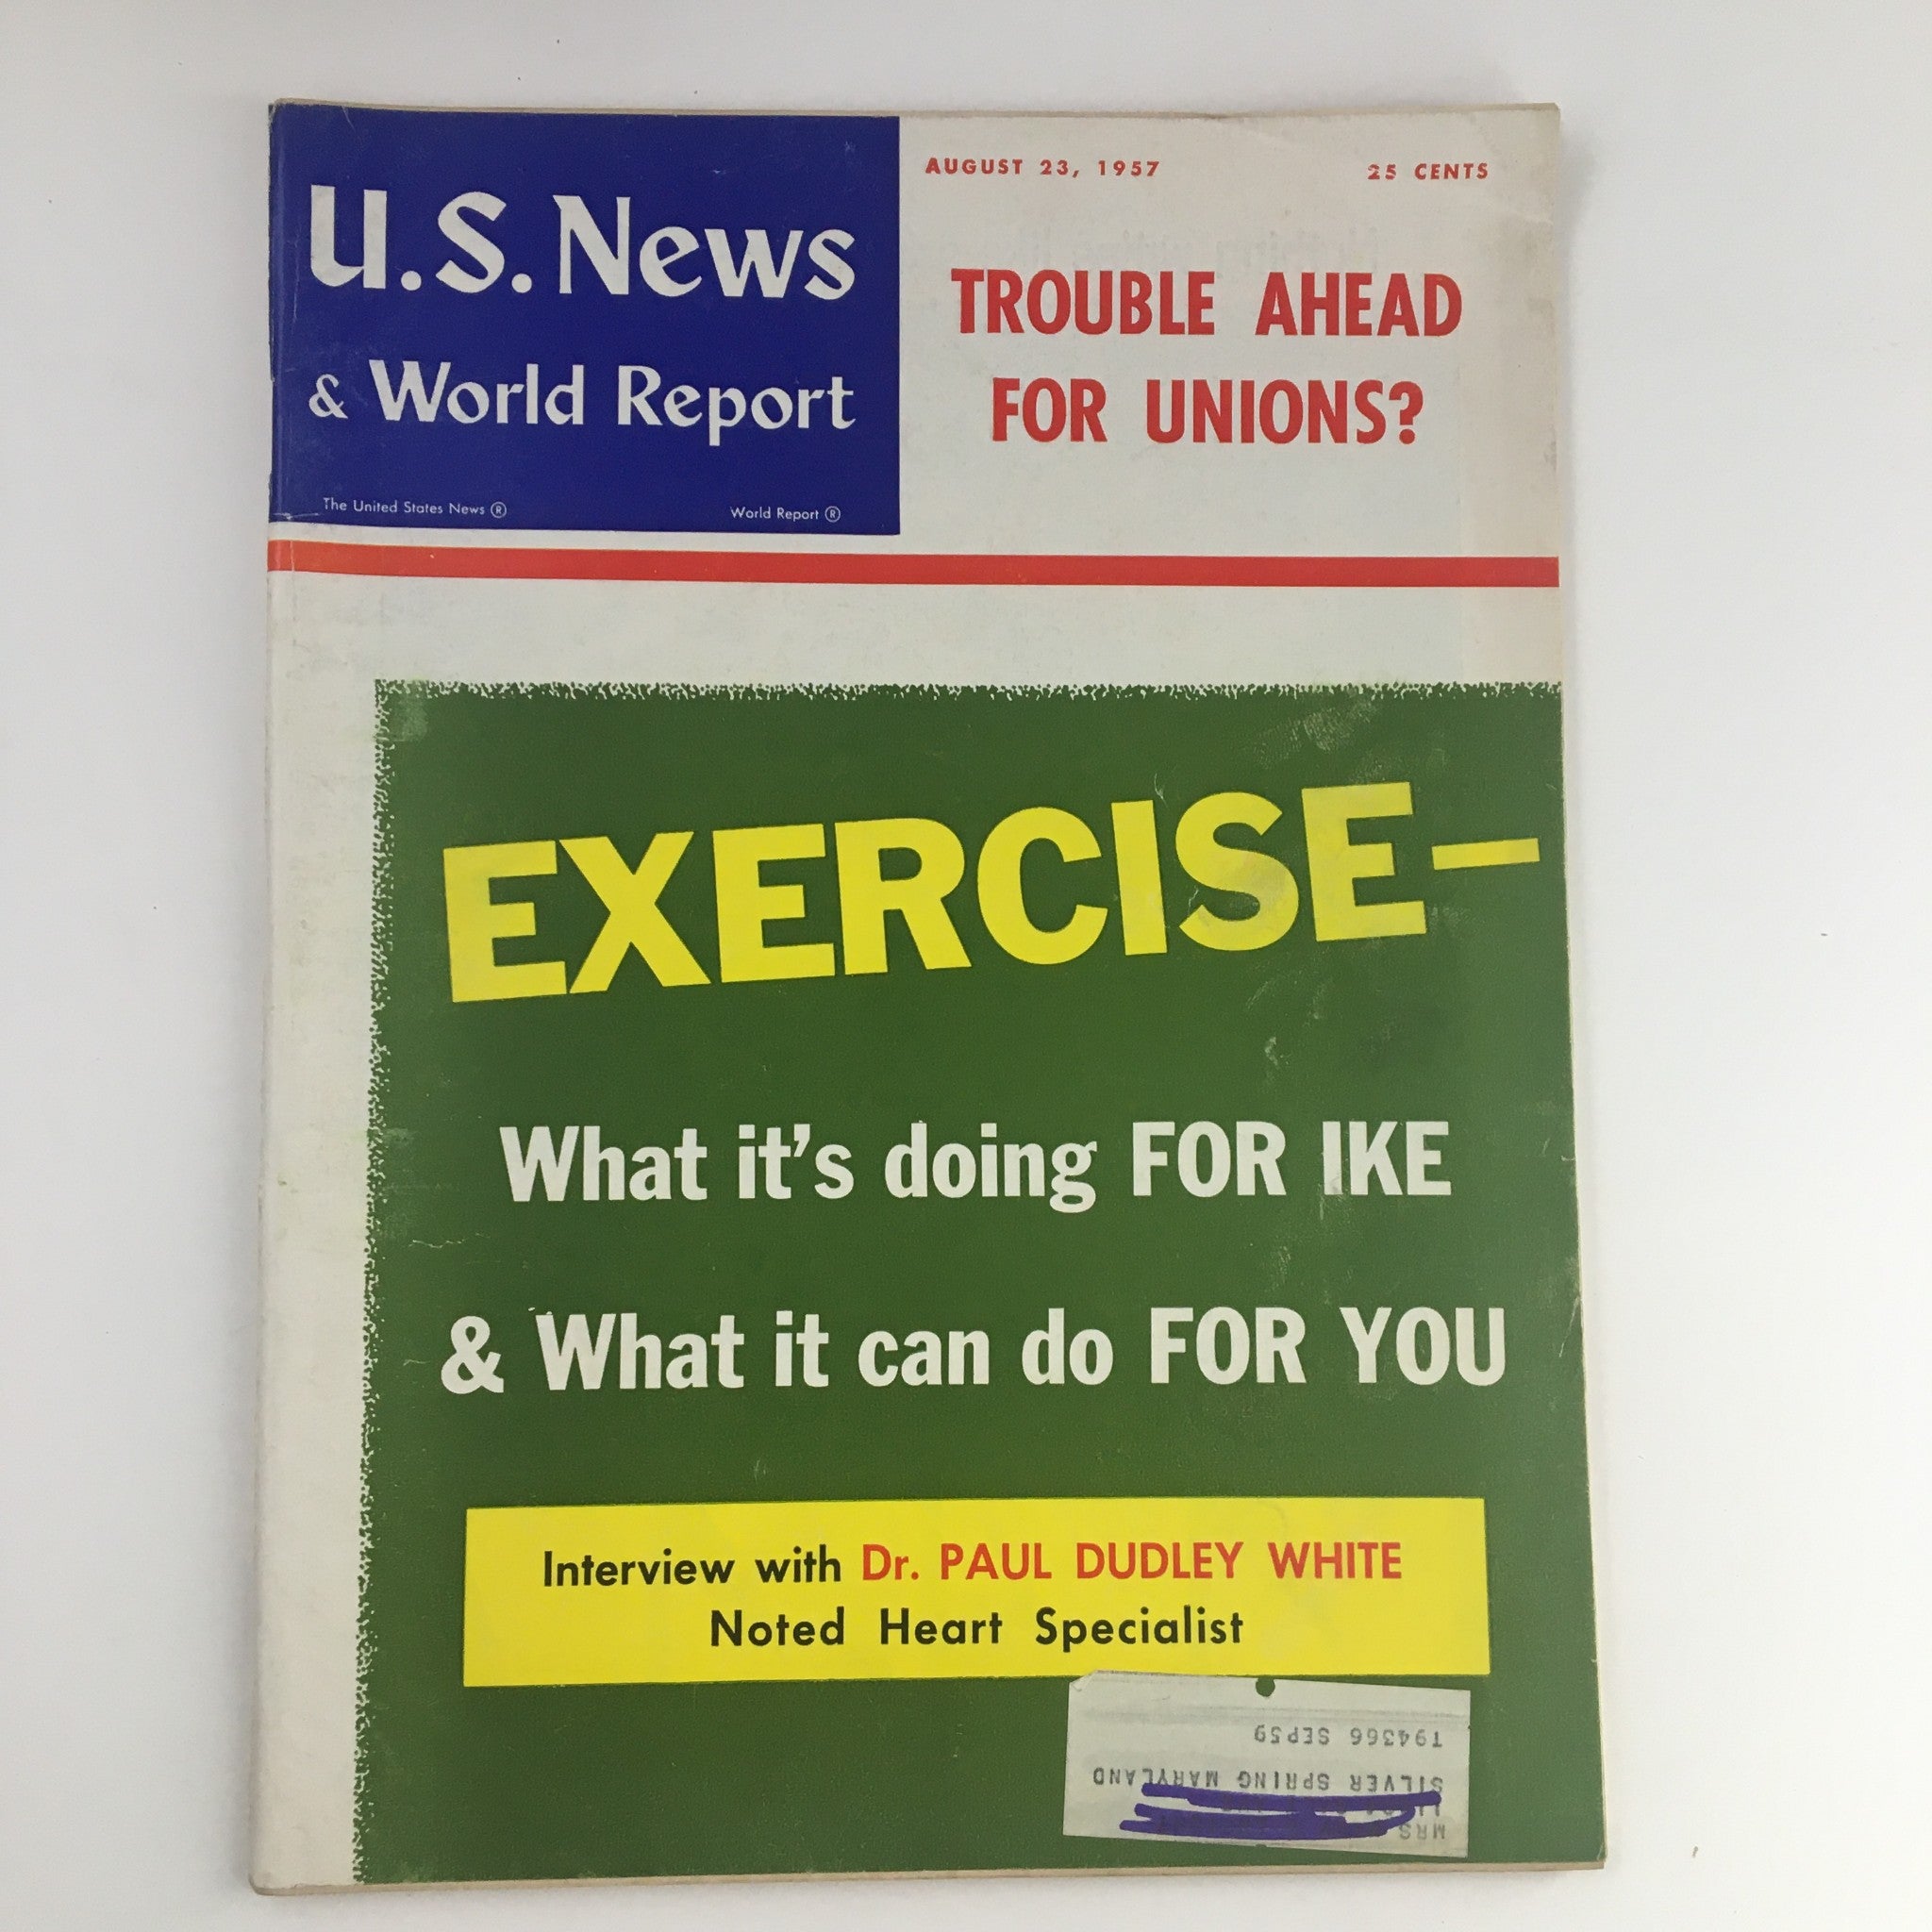 U.S. News
& World Report
The United States News ® World Report ®
AUGUST 23, 1957 25 CENTS
TROUBLE AHEAD
FOR UNIONS?
EXERCISE—
What it's doing FOR IKE
& What it can do FOR YOU
Interview with Dr. PAUL DUDLEY WHITE
Noted Heart Specialist
MRS
SILVER SPRING MARYLAND
T94366 SEP59